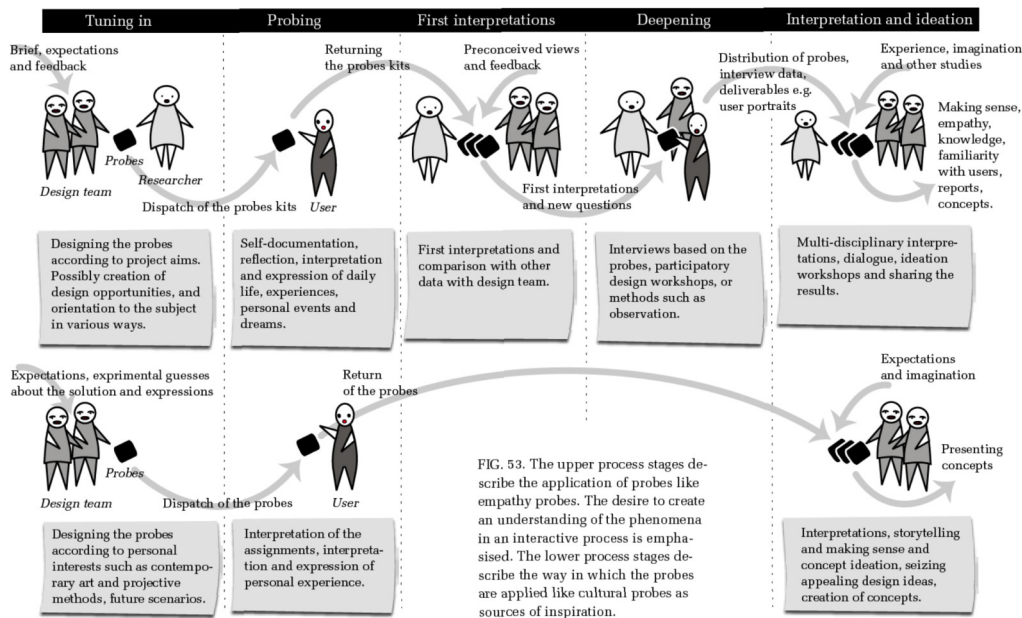 Tuning in
Probing
First interpretations
Deepening
Interpretation and ideation
Brief, expectations
and feedback
Probes
Researcher
Design team
Dispatch of the probes kits
Returning
the probes kits
User
Preconceived views
and feedback
First interpretations
and new questions
Distribution of probes,
interview data,
deliverables e.g.
user portraits
Experience, imagination
and other studies
Making sense,
empathy,
knowledge,
familiarity
with users,
reports,
concepts.
Designing the probes
according to project aims.
Possibly creation of
design opportunities, and
orientation to the subject
in various ways.
Self-documentation,
reflection, interpretation
and expression of daily
life, experiences,
personal events and
dreams.
First interpretations and
comparison with other
data with design team.
Interviews based on the
probes, participatory
design workshops, or
methods such as
observation.
Multi-disciplinary interpre-
tations, dialogue, ideation
workshops and sharing the
results.
Expectations, exprimental guesses
about the solution and expressions
Probes
Design team
Dispatch of the probes
Return
of the probes
User
Expectations
and imagination
Presenting
concepts
Designing the probes
according to personal
interests such as contempo-
rary art and projective
methods, future scenarios.
Interpretation of the
assignments, interpreta-
tion and expression of
personal experience.
FIG. 53. The upper process stages de-
scribe the application of probes like
empathy probes. The desire to create
an understanding of the phenomena
in an interactive process is empha-
sised. The lower process stages de-
scribe the way in which the probes
are applied like cultural probes as
sources of inspiration.
Interpretations, storytelling
and making sense and
concept ideation, seizing
appealing design ideas,
creation of concepts.